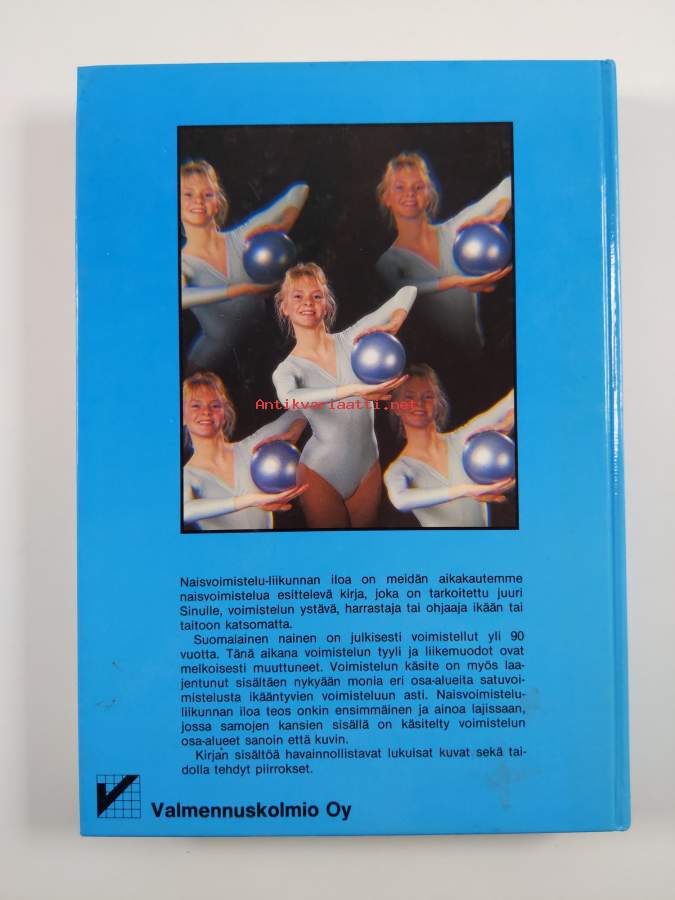 Antikvariaatti.net
Naisvoimistelu-liikunnan iloa on meidän aikakautemme
naisvoimistelua esittelevä kirja, joka on tarkoitettu juuri
Sinulle, voimistelun ystävä, harrastaja tai ohjaaja ikään tai
taitoon katsomatta.
Suomalainen nainen on julkisesti voimistellut yli 90
vuotta. Tänä aikana voimistelun tyyli ja liikemuodot ovat
melkoisesti muuttuneet. Voimistelun käsite on myös laa-
jentunut sisältäen nykyään monia eri osa-alueita satuvoi-
mistelusta ikääntyvien voimisteluun asti. Naisvoimistelu-
liikunnan iloa teos onkin ensimmäinen ja ainoa lajissaan,
jossa samojen kansien sisällä on käsitelty voimistelun
osa-alueet sanoin että kuvin.
Kirjan sisältöä havainnollistavat lukuisat kuvat sekä tai-
dolla tehdyt piirrokset.
Valmennuskolmio Oy